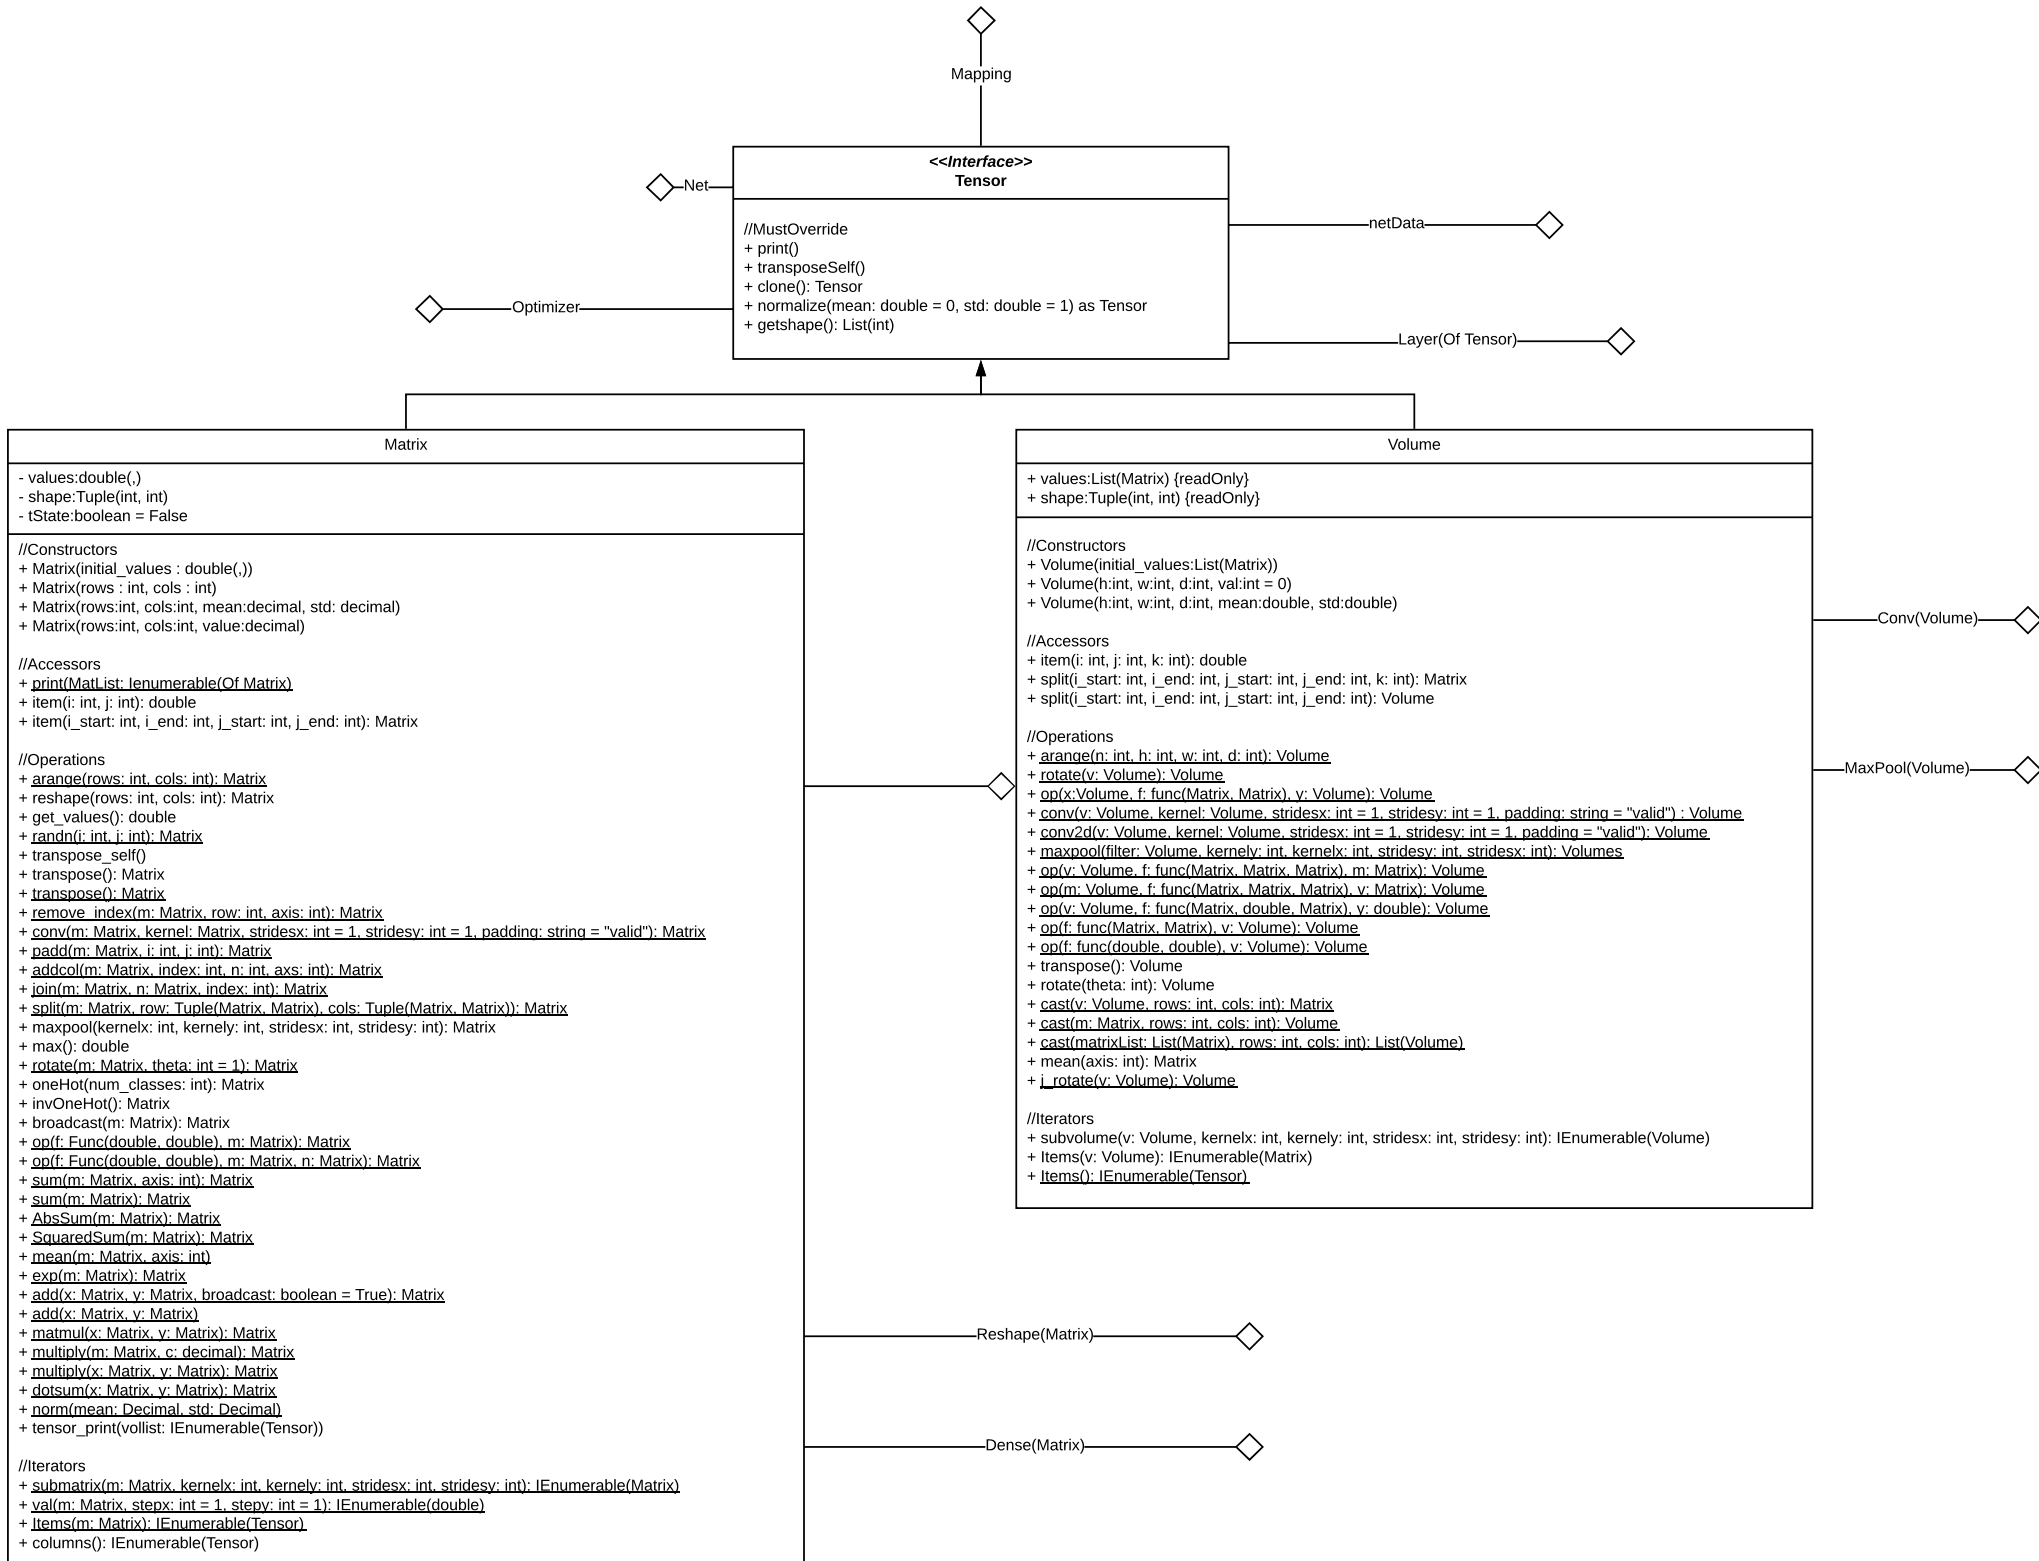 Mapping
<<Interface>>
Tensor
Net
//MustOverride
+ print()
+ transposeSelf()
+ clone(): Tensor
+ normalize(mean: double = 0, std: double = 1) as Tensor
+ getshape(): List(int)
netData
Optimizer
Layer(Of Tensor)
Matrix
- values:double(,)
- shape:Tuple(int, int)
- tState:boolean = False
//Constructors
+ Matrix(initial_values : double(,))
+ Matrix(rows : int, cols : int)
+ Matrix(rows:int, cols:int, mean:decimal, std: decimal)
+ Matrix(rows:int, cols:int, value:decimal)
//Accessors
+ print(MatList: Ienumerable(Of Matrix)
+ item(i: int, j: int): double
+ item(i_start: int, i_end: int, j_start: int, j_end: int): Matrix
//Operations
+ arange(rows: int, cols: int): Matrix
+ reshape(rows: int, cols: int): Matrix
+ get_values(): double
+ randn(i: int, j: int): Matrix
+ transpose_self()
+ transpose(): Matrix
+ transpose(): Matrix
+ remove_index(m: Matrix, row: int, axis: int): Matrix
+ conv(m: Matrix, kernel: Matrix, stridesx: int = 1, stridesy: int = 1, padding: string = "valid"): Matrix
+ padd(m: Matrix, i: int, j: int): Matrix
+ addcol(m: Matrix, index: int, n: int, axs: int): Matrix
+ join(m: Matrix, n: Matrix, index: int): Matrix
+ split(m: Matrix, row: Tuple(Matrix, Matrix), cols: Tuple(Matrix, Matrix)): Matrix
+ maxpool(kernelx: int, kernely: int, stridesx: int, stridesy: int): Matrix
+ max(): double
+ rotate(m: Matrix, theta: int = 1): Matrix
+ oneHot(num_classes: int): Matrix
+ invOneHot(): Matrix
+ broadcast(m: Matrix): Matrix
+ op(f: Func(double, double), m: Matrix): Matrix
+ op(f: Func(double, double), m: Matrix, n: Matrix): Matrix
+ sum(m: Matrix, axis: int): Matrix
+ sum(m: Matrix): Matrix
+ AbsSum(m: Matrix): Matrix
+ SquaredSum(m: Matrix): Matrix
+ mean(m: Matrix, axis: int)
+ exp(m: Matrix): Matrix
+ add(x: Matrix, y: Matrix, broadcast: boolean = True): Matrix
+ add(x: Matrix, y: Matrix)
+ matmul(x: Matrix, y: Matrix): Matrix
+ multiply(m: Matrix, c: decimal): Matrix
+ multiply(x: Matrix, y: Matrix): Matrix
+ dotsum(x: Matrix, y: Matrix): Matrix
+ norm(mean: Decimal, std: Decimal)
+ tensor_print(vollist: IEnumerable(Tensor))
//Iterators
+ submatrix(m: Matrix, kernelx: int, kernely: int, stridesx: int, stridesy: int): IEnumerable(Matrix)
+ val(m: Matrix, stepx: int = 1, stepy: int = 1): IEnumerable(double)
+ Items(m: Matrix): IEnumerable(Tensor)
+ columns(): IEnumerable(Tensor)
Volume
+ values:List(Matrix) {readOnly}
+ shape:Tuple(int, int) {readOnly}
//Constructors
+ Volume(initial_values:List(Matrix))
+ Volume(h:int, w:int, d:int, val:int = 0)
+ Volume(h:int, w:int, d:int, mean:double, std:double)
//Accessors
+ item(i: int, j: int, k: int): double
+ split(i_start: int, i_end: int, j_start: int, j_end: int, k: int): Matrix
+ split(i_start: int, i_end: int, j_start: int, j_end: int): Volume
//Operations
+ arange(n: int, h: int, w: int, d: int): Volume
+ rotate(v: Volume): Volume
+ op(x:Volume, f: func(Matrix, Matrix), y: Volume): Volume
+ conv(v: Volume, kernel: Volume, stridesx: int = 1, stridesy: int = 1, padding: string = "valid") : Volume
+ conv2d(v: Volume, kernel: Volume, stridesx: int = 1, stridesy: int = 1, padding = "valid"): Volume
+ maxpool(filter: Volume, kernely: int, kernelx: int, stridesy: int, stridesx: int): Volumes
+ op(v: Volume, f: func(Matrix, Matrix, Matrix), m: Matrix): Volume
+ op(m: Volume, f: func(Matrix, Matrix, Matrix), v: Matrix): Volume
+ op(v: Volume, f: func(Matrix, double, Matrix), y: double): Volume
+ op(f: func(Matrix, Matrix), v: Volume): Volume
+ op(f: func(double, double), v: Volume): Volume
+ transpose(): Volume
+ rotate(theta: int): Volume
+ cast(v: Volume, rows: int, cols: int): Matrix
+ cast(m: Matrix, rows: int, cols: int): Volume
+ cast(matrixList: List(Matrix), rows: int, cols: int): List(Volume)
+ mean(axis: int): Matrix
+ j_rotate(v: Volume): Volume
//Iterators
+ subvolume(v: Volume, kernelx: int, kernely: int, stridesx: int, stridesy: int): IEnumerable(Volume)
+ Items(v: Volume): IEnumerable(Matrix)
+ Items(): IEnumerable(Tensor)
Conv(Volume)
MaxPool(Volume)
Reshape(Matrix)
Dense(Matrix)